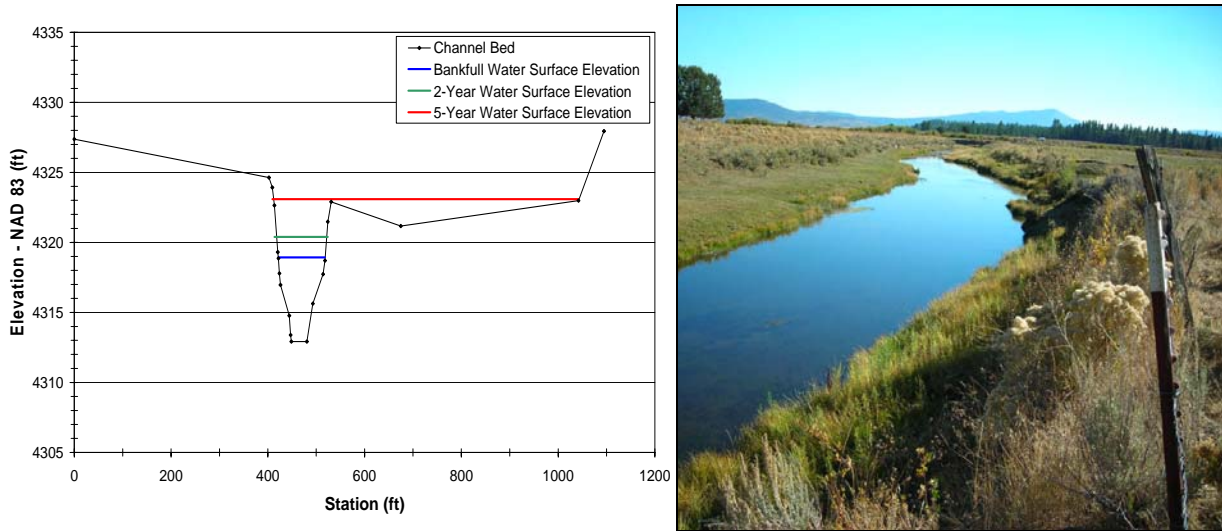 4335
4330
4325
4320
4315
4310
4305
Elevation - NAD 83 (ft)
Channel Bed
Bankfull Water Surface Elevation
2-Year Water Surface Elevation
5-Year Water Surface Elevation
0 200 400 600 800 1000 1200
Station (ft)